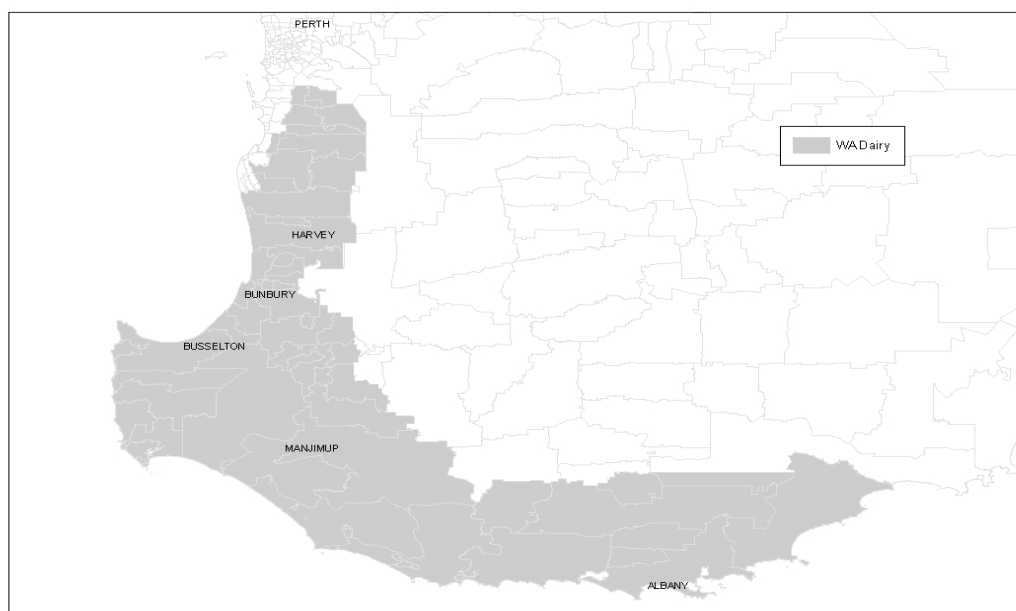 PERTH
WA Dairy
HARVEY
BUNBURY
BUSSELTON
MANJIMUP
ALBANY